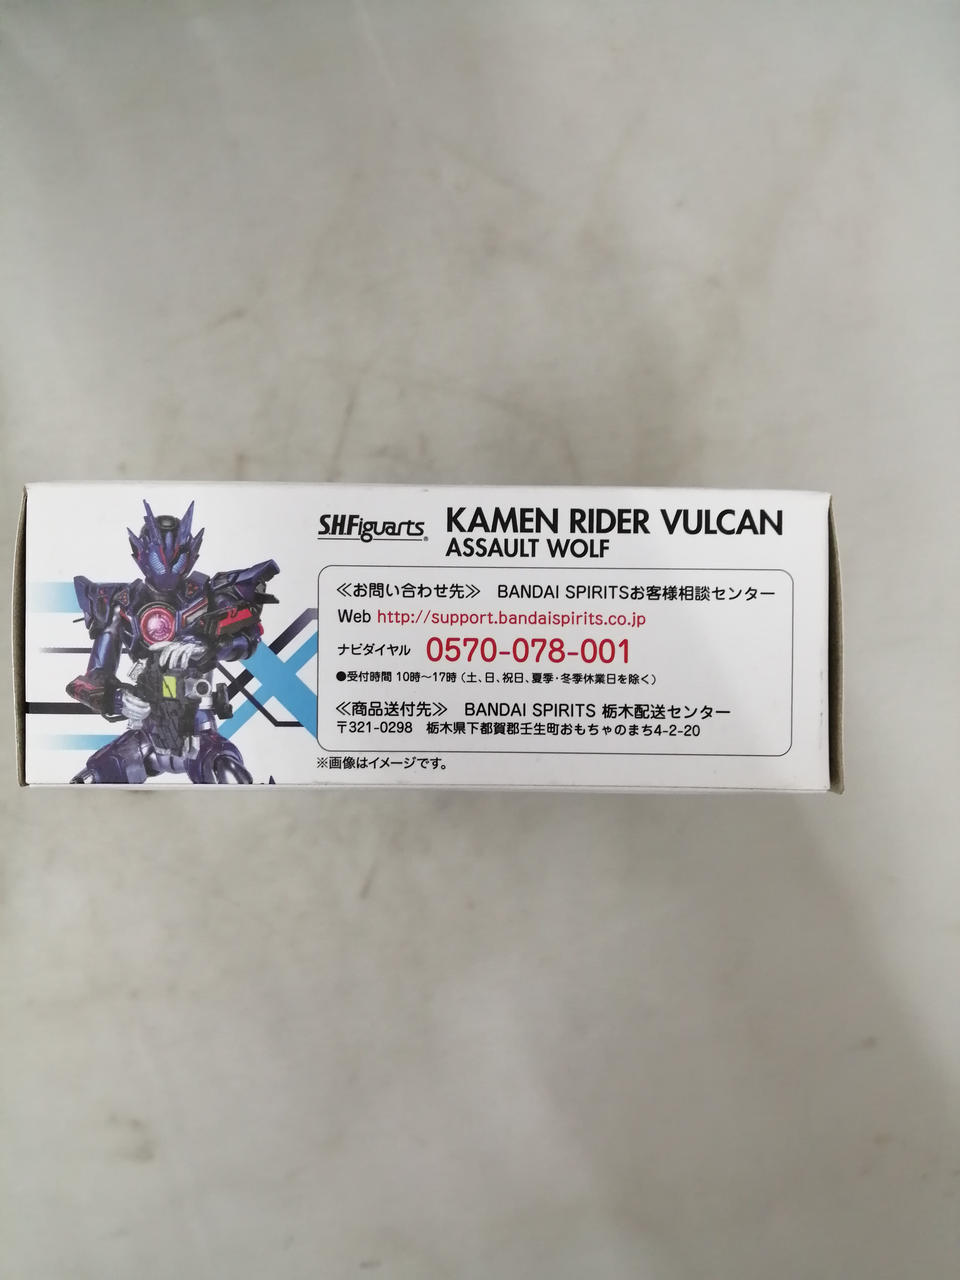 S.H.Figuarts® KAMEN RIDER VULCAN
ASSAULT WOLF
≪お問い合わせ先≫ BANDAI SPIRITSお客様相談センター
Web http://support.bandaispirits.co.jp
ナビダイヤル 0570-078-001
●受付時間 10時〜17時(土、日、祝日、夏季・冬季休業日を除く)
≪商品送付先≫ BANDAI SPIRITS 栃木配送センター
〒321-0298 栃木県下都賀郡壬生町おもちゃのまち4-2-20
※画像はイメージです。